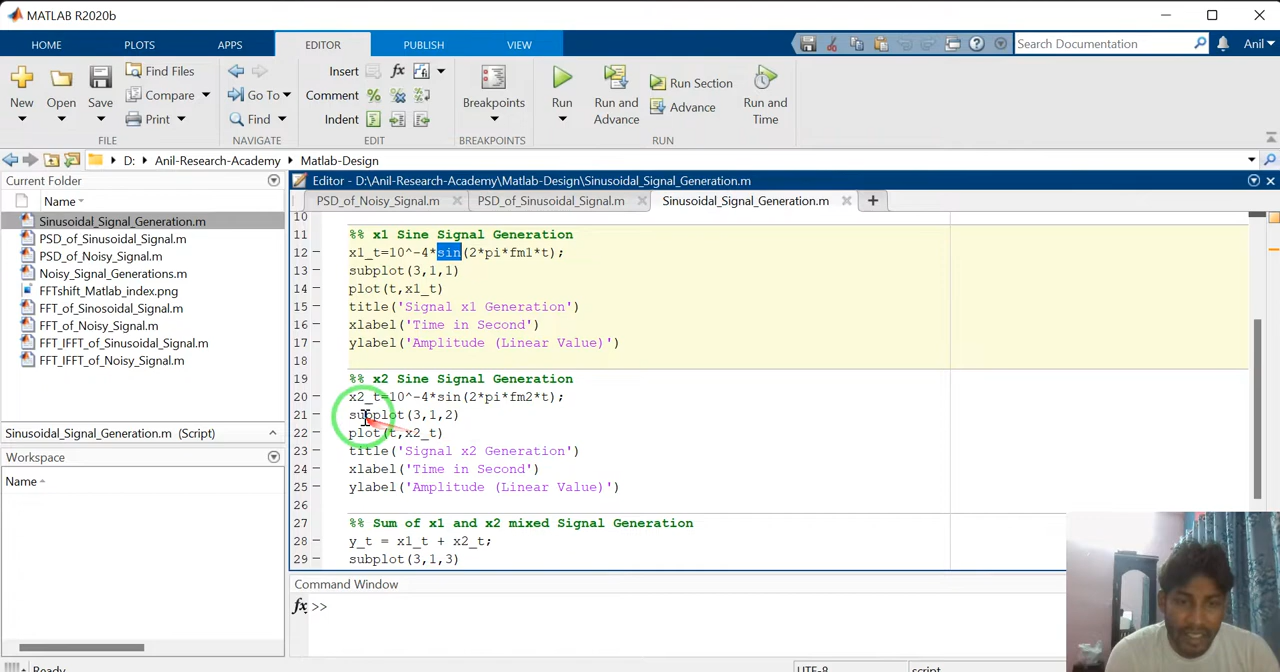 MATLAB R2020b
HOME PLOTS APPS EDITOR PUBLISH VIEW Search Documentation Anil
Find Files Insert fx Run Section
New Open Save Compare Go To Comment % Breakpoints Run Run and Advance Advance Run and Time
Print Find Indent
FILE NAVIGATE EDIT BREAKPOINTS RUN
D: Anil-Research-Academy Matlab-Design
Current Folder
Name
Sinusoidal_Signal_Generation.m
PSD_of_Sinusoidal_Signal.m
PSD_of_Noisy_Signal.m
Noisy_Signal_Generations.m
FFTshift_Matlab_index.png
FFT_of_Sinosoidal_Signal.m
FFT_of_Noisy_Signal.m
FFT_IFFT_of_Sinusoidal_Signal.m
FFT_IFFT_of_Noisy_Signal.m
Sinusoidal_Signal_Generation.m (Script)
Workspace
Name
Editor - D:\Anil-Research-Academy\Matlab-Design\Sinusoidal_Signal_Generation.m
PSD_of_Noisy_Signal.m PSD_of_Sinusoidal_Signal.m Sinusoidal_Signal_Generation.m
10
11 %% x1 Sine Signal Generation
12 x1_t=10^-4*sin(2*pi*fm1*t);
13 subplot(3,1,1)
14 plot(t,x1_t)
15 title('Signal x1 Generation')
16 xlabel('Time in Second')
17 ylabel('Amplitude (Linear Value)')
18
19 %% x2 Sine Signal Generation
20 x2_t=10^-4*sin(2*pi*fm2*t);
21 subplot(3,1,2)
22 plot(t,x2_t)
23 title('Signal x2 Generation')
24 xlabel('Time in Second')
25 ylabel('Amplitude (Linear Value)')
26
27 %% Sum of x1 and x2 mixed Signal Generation
28 y_t = x1_t + x2_t;
29 subplot(3,1,3)
Command Window
fx >>
Ready UTF-8 script